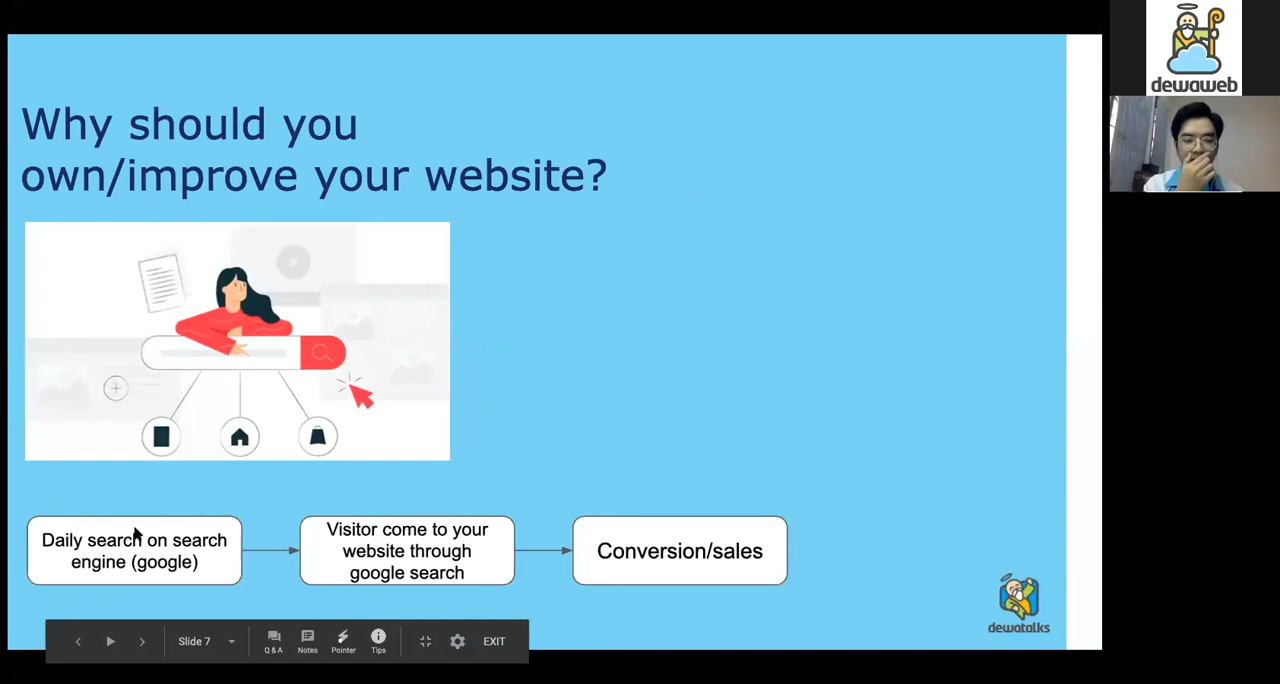 dewaweb
Why should you
own/improve your website?
Daily search on search
engine (google)
Visitor come to your
website through
google search
Conversion/sales
dewatalks
Slide 7
Q & A
Notes
Pointer
Tips
EXIT